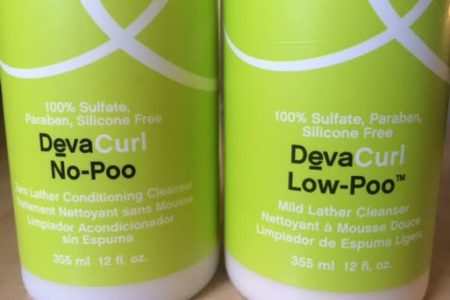 100% Sulfate,
Paraben, Silicone Free
DevaCurl
No-Poo
Lather Conditioning Cleanser
Traitement Nettoyant sans Mousse
Limpiador Acondicionador
sin Espuma
355 ml 12 fl. oz.
100% Sulfate, Paraben,
Silicone Free
DevaCurl
Low-Poo™
Mild Lather Cleanser
Nettoyant à Mousse Douce
Limpiador de Espuma Ligera
355 ml 12 fl. oz.